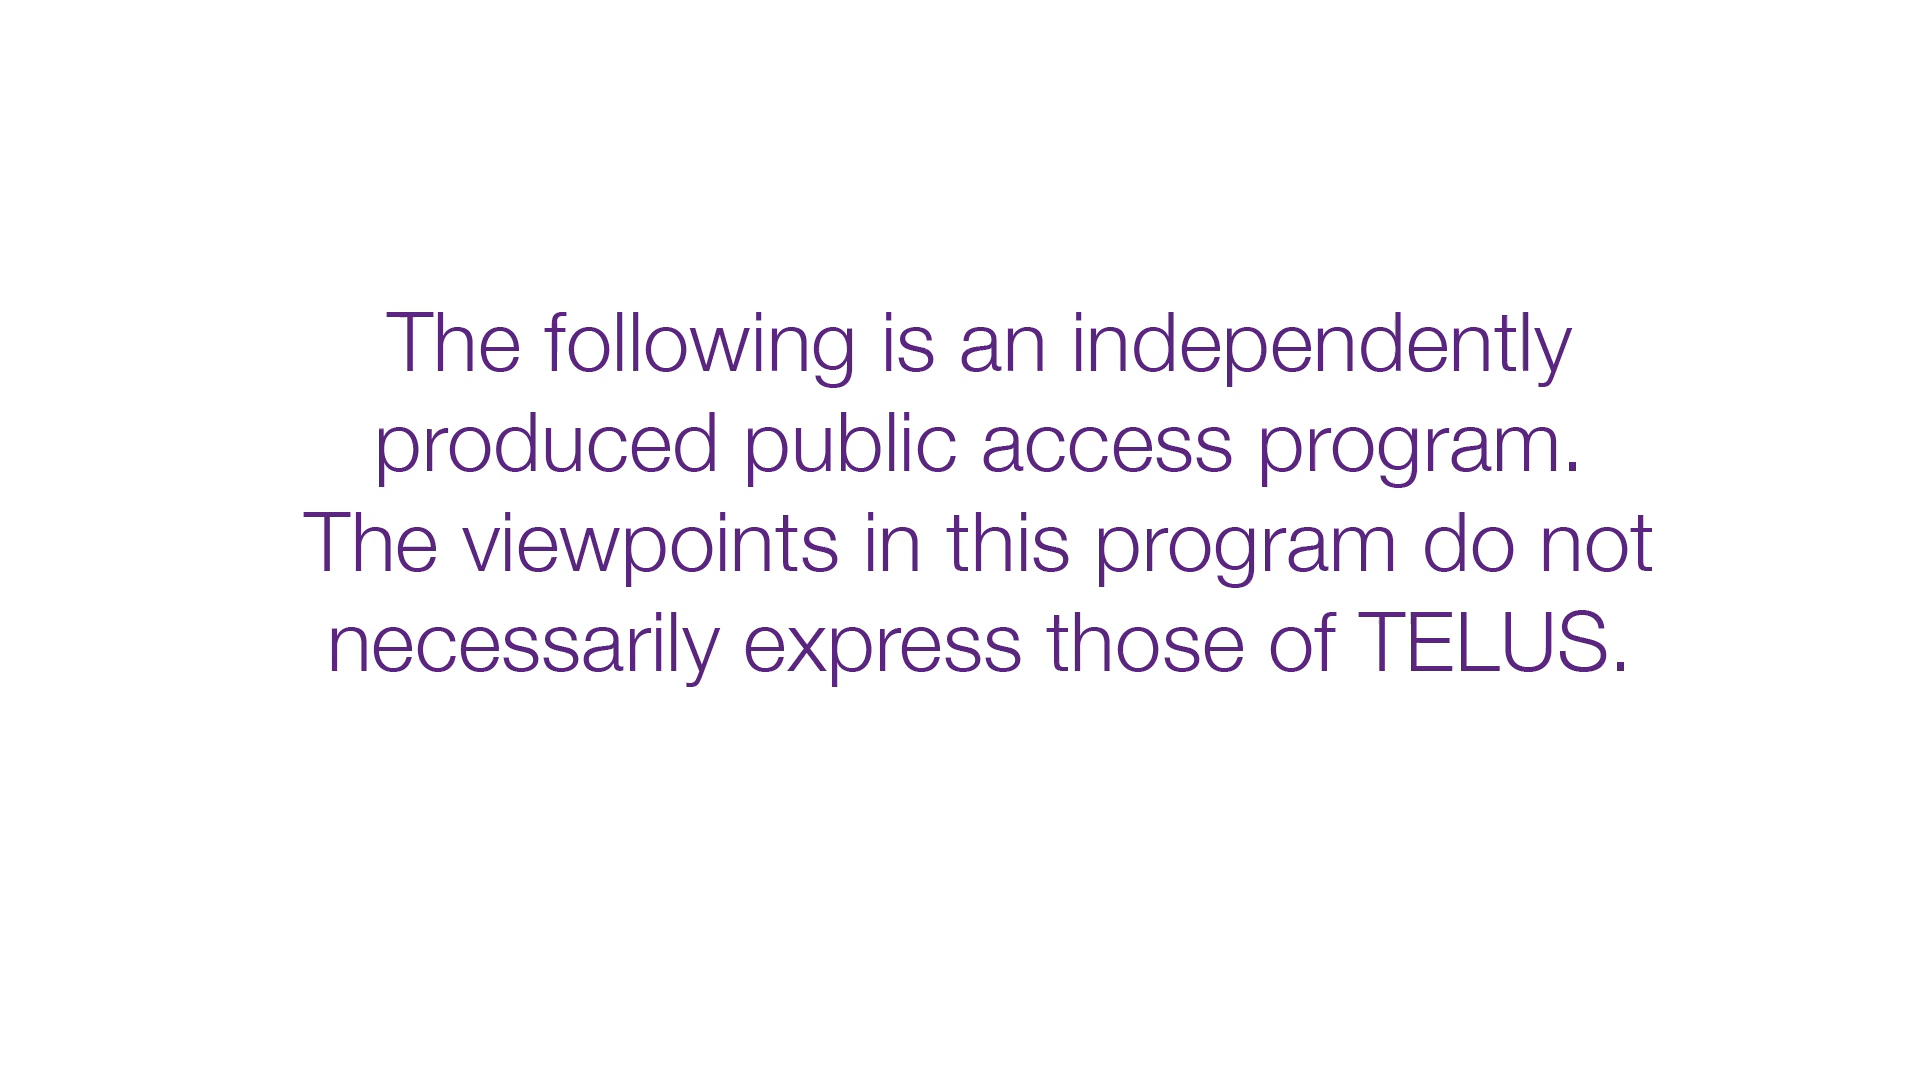 The following is an independently
produced public access program.
The viewpoints in this program do not
necessarily express those of TELUS.